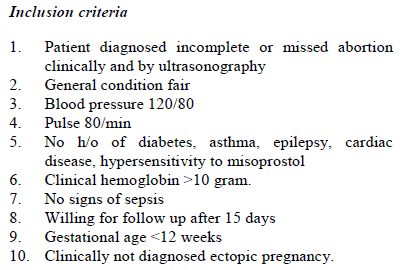 Inclusion criteria
1. Patient diagnosed incomplete or missed abortion
clinically and by ultrasonography
2. General condition fair
3. Blood pressure 120/80
4. Pulse 80/min
5. No h/o of diabetes, asthma, epilepsy, cardiac
disease, hypersensitivity to misoprostol
6. Clinical hemoglobin >10 gram.
7. No signs of sepsis
8. Willing for follow up after 15 days
9. Gestational age <12 weeks
10. Clinically not diagnosed ectopic pregnancy.